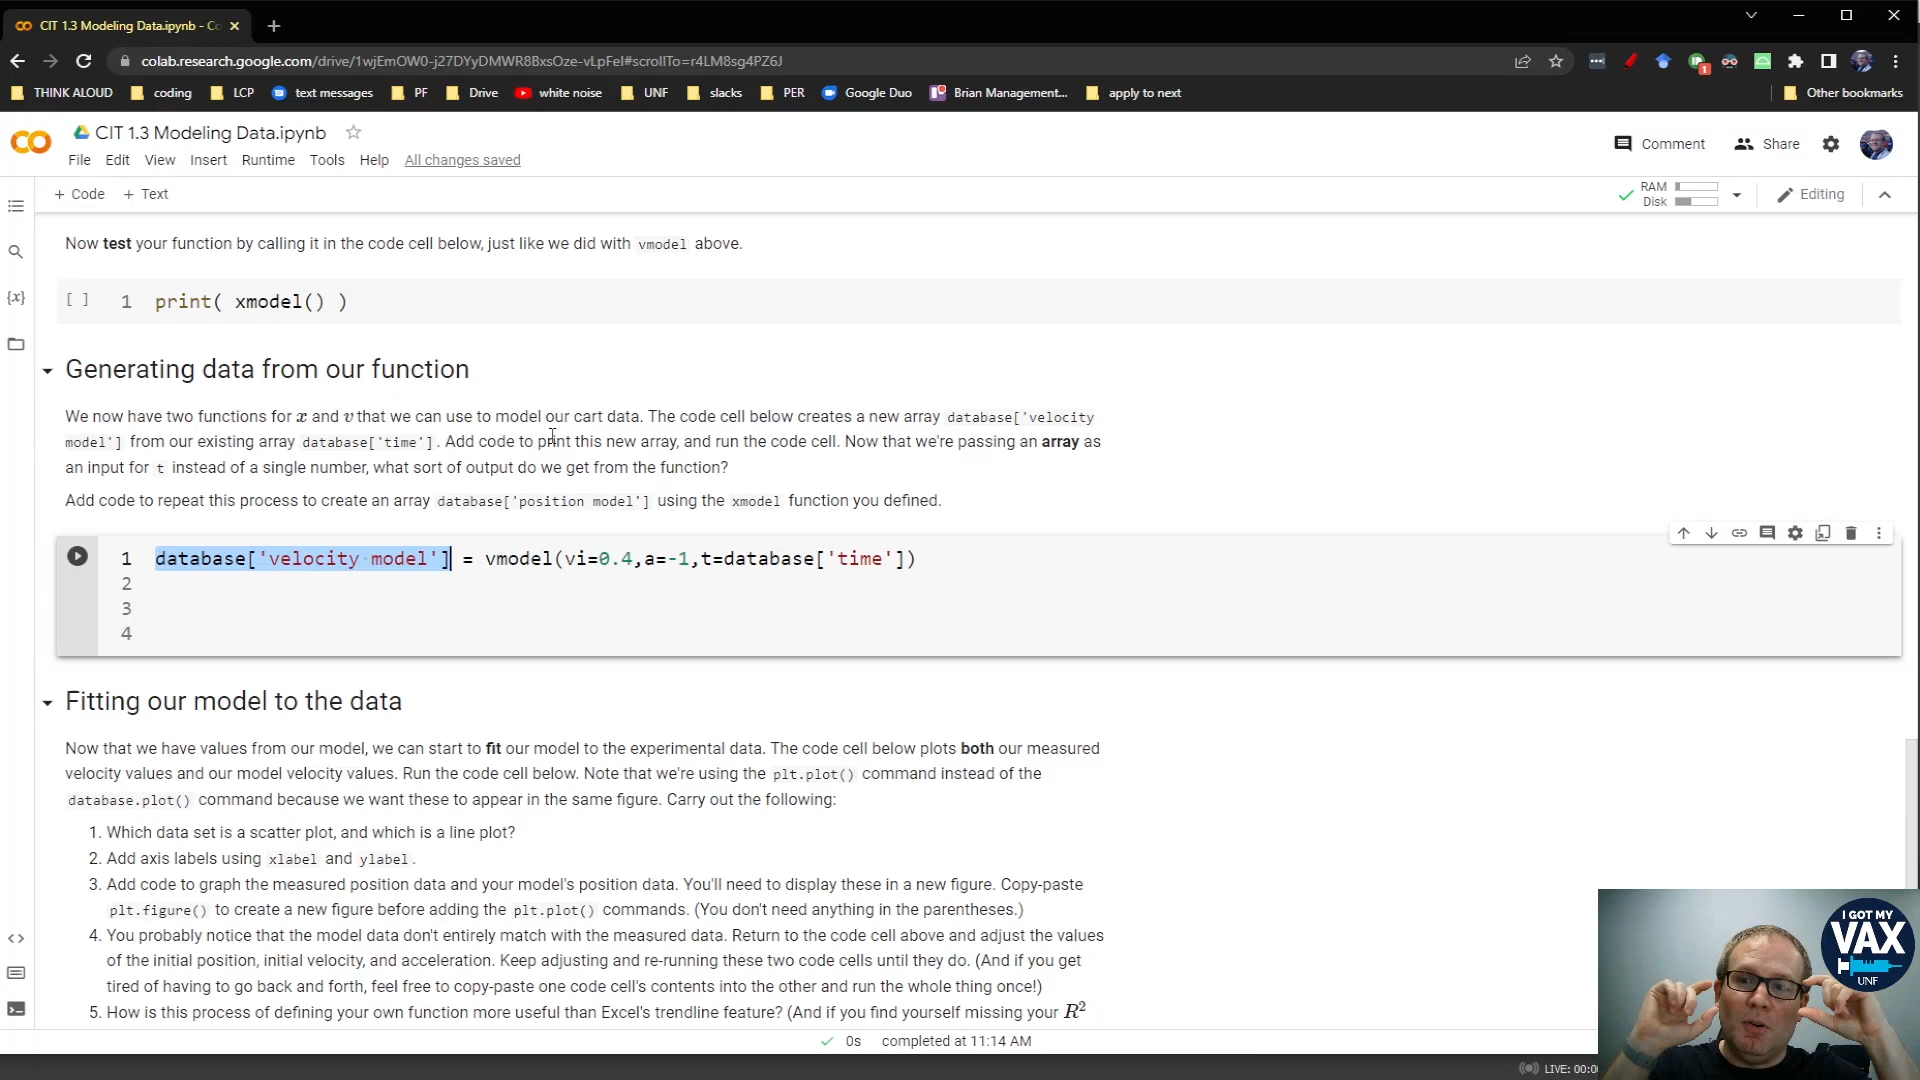 CIT 1.3 Modeling Data.ipynb - Co
colab.research.google.com/drive/1wjEmOW0-j27DYyDMWR8BxsOze-vLpFeI#scrollTo=r4LM8sg4PZ6J
THINK ALOUD coding LCP text messages PF Drive white noise UNF slacks PER Google Duo Brian Management... apply to next Other bookmarks
CIT 1.3 Modeling Data.ipynb
File Edit View Insert Runtime Tools Help All changes saved
Comment Share
+ Code + Text
RAM
Disk
Editing
Now test your function by calling it in the code cell below, just like we did with vmodel above.
[ ] 1 print( xmodel() )
Generating data from our function
We now have two functions for x and v that we can use to model our cart data. The code cell below creates a new array database['velocity
model'] from our existing array database['time']. Add code to print this new array, and run the code cell. Now that we're passing an array as
an input for t instead of a single number, what sort of output do we get from the function?
Add code to repeat this process to create an array database['position model'] using the xmodel function you defined.
1 database['velocity model'] = vmodel(vi=0.4,a=-1,t=database['time'])
2
3
4
Fitting our model to the data
Now that we have values from our model, we can start to fit our model to the experimental data. The code cell below plots both our measured
velocity values and our model velocity values. Run the code cell below. Note that we're using the plt.plot() command instead of the
database.plot() command because we want these to appear in the same figure. Carry out the following:
1. Which data set is a scatter plot, and which is a line plot?
2. Add axis labels using xlabel and ylabel.
3. Add code to graph the measured position data and your model's position data. You'll need to display these in a new figure. Copy-paste
plt.figure() to create a new figure before adding the plt.plot() commands. (You don't need anything in the parentheses.)
4. You probably notice that the model data don't entirely match with the measured data. Return to the code cell above and adjust the values
of the initial position, initial velocity, and acceleration. Keep adjusting and re-running these two code cells until they do. (And if you get
tired of having to go back and forth, feel free to copy-paste one code cell's contents into the other and run the whole thing once!)
5. How is this process of defining your own function more useful than Excel's trendline feature? (And if you find yourself missing your R²
0s completed at 11:14 AM
I GOT MY
VAX
UNF
LIVE: 00:0